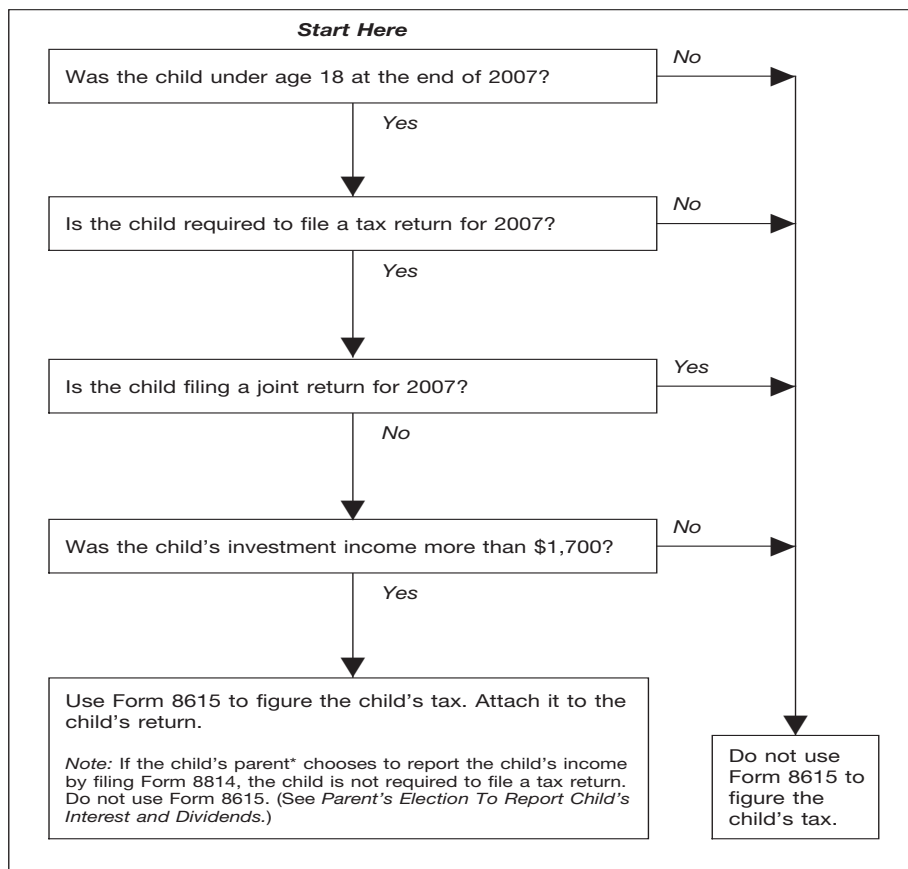 Start Here
Was the child under age 18 at the end of 2007?
No
Yes
Is the child required to file a tax return for 2007?
No
Yes
Is the child filing a joint return for 2007?
Yes
No
Was the child’s investment income more than $1,700?
No
Yes
Use Form 8615 to figure the child’s tax. Attach it to the
child’s return.
Note: If the child’s parent* chooses to report the child’s income
by filing Form 8814, the child is not required to file a tax return.
Do not use Form 8615. (See Parent’s Election To Report Child’s
Interest and Dividends.)
Do not use
Form 8615 to
figure the
child’s tax.